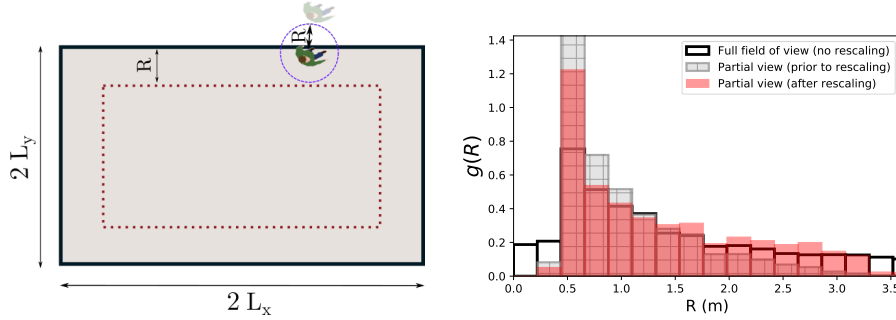 R
R
2 Ly
2 Lx
1.4
1.2
1.0
0.8
0.6
0.4
0.2
0.0
g(R)
Full field of view (no rescaling)
Partial view (prior to rescaling)
Partial view (after rescaling)
0.0 0.5 1.0 1.5 2.0 2.5 3.0 3.5
R (m)